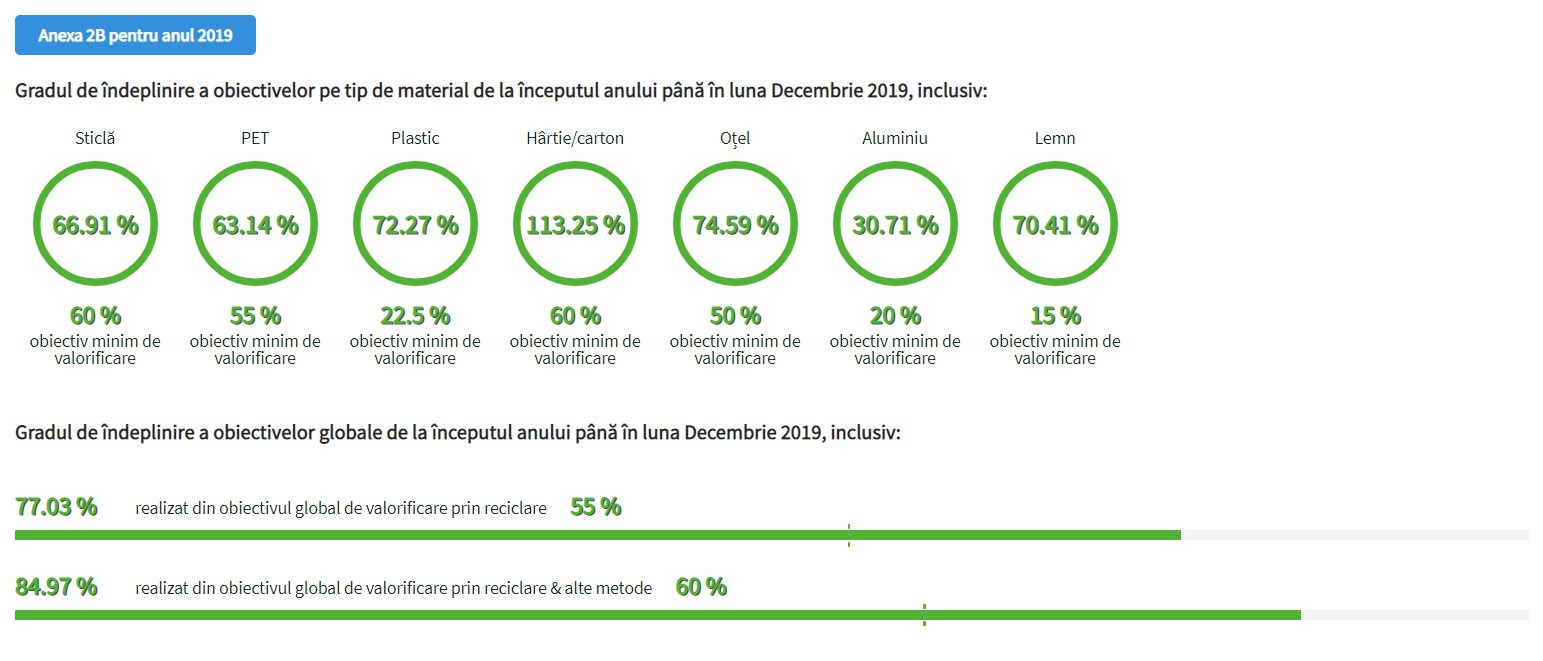 Anexa 2B pentru anul 2019
Gradul de îndeplinire a obiectivelor pe tip de material de la începutul anului până în luna Decembrie 2019, inclusiv:
Sticlă PET Plastic Hârtie/carton Oțel Aluminiu Lemn
66.91 % 63.14 % 72.27 % 113.25 % 74.59 % 30.71 % 70.41 %
60 % 55 % 22.5 % 60 % 50 % 20 % 15 %
obiectiv minim de obiectiv minim de obiectiv minim de obiectiv minim de obiectiv minim de obiectiv minim de obiectiv minim de
valorificare valorificare valorificare valorificare valorificare valorificare valorificare
Gradul de îndeplinire a obiectivelor globale de la începutul anului până în luna Decembrie 2019, inclusiv:
77.03 % realizat din obiectivul global de valorificare prin reciclare 55 %
84.97 % realizat din obiectivul global de valorificare prin reciclare & alte metode 60 %